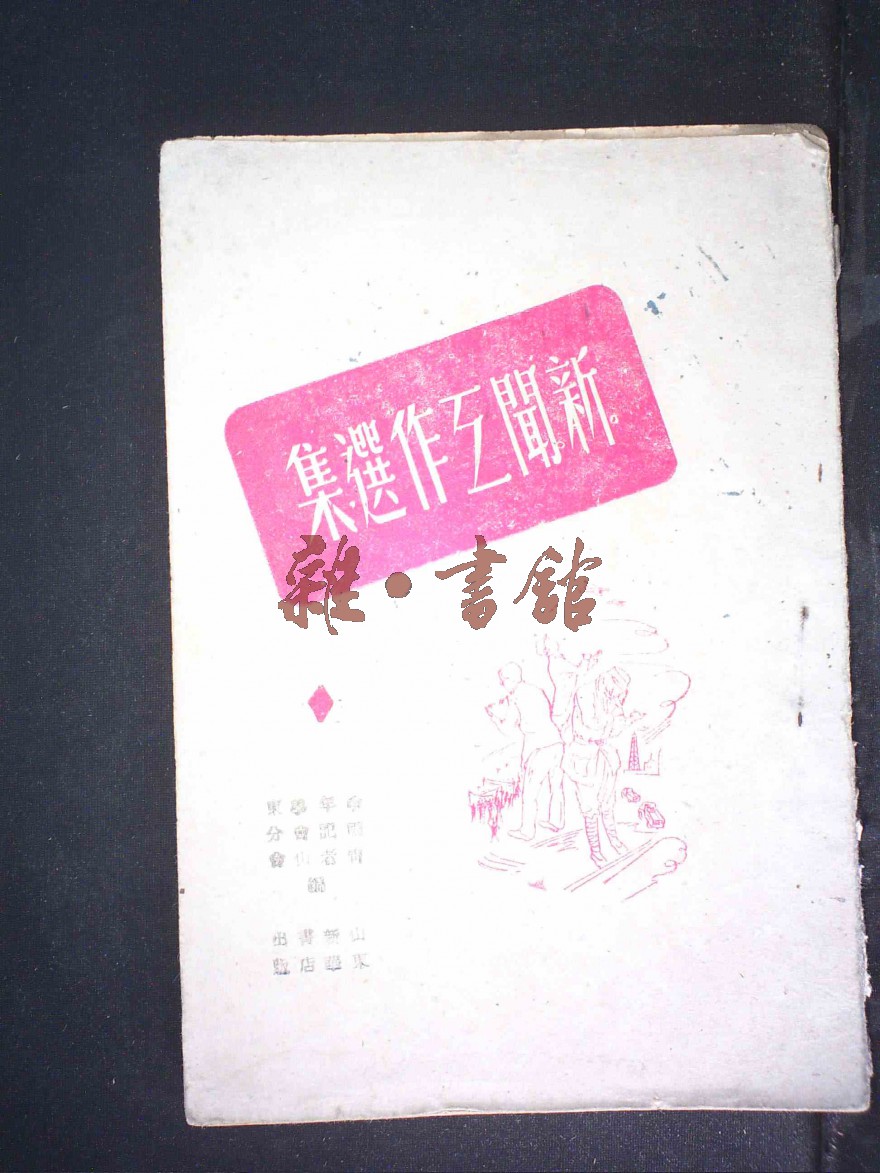 新聞工作選集
雜·書館
中國青
年記者
學會山
東分會
編
山東
新華
書店
出版